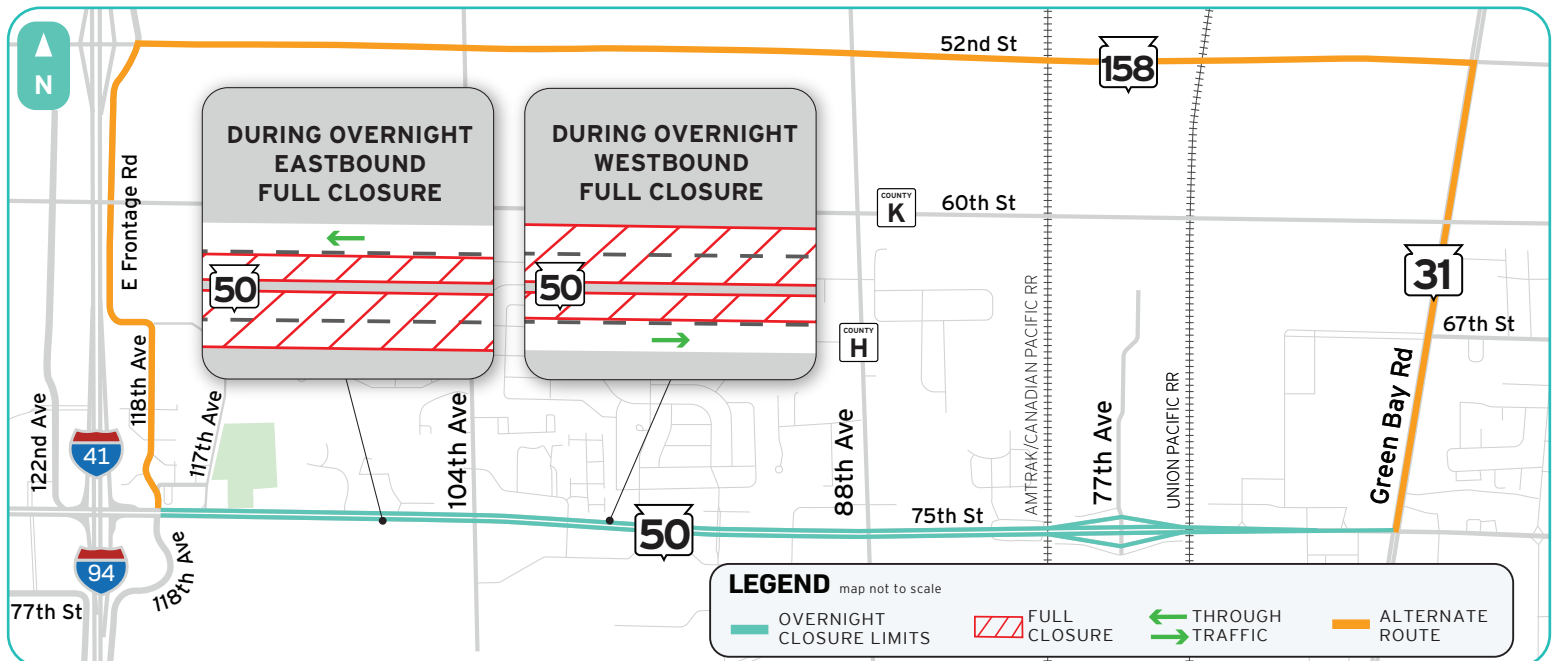 N
52nd St
158
E Frontage Rd
DURING OVERNIGHT
EASTBOUND
FULL CLOSURE
50
DURING OVERNIGHT
WESTBOUND
FULL CLOSURE
50
COUNTY
K
60th St
31
COUNTY
H
67th St
AMTRAK/CANADIAN PACIFIC RR
UNION PACIFIC RR
77th Ave
Green Bay Rd
122nd Ave
41
118th Ave
117th Ave
104th Ave
88th Ave
75th St
50
94
118th Ave
77th St
LEGEND map not to scale
OVERNIGHT
CLOSURE LIMITS
FULL
CLOSURE
THROUGH
TRAFFIC
ALTERNATE
ROUTE